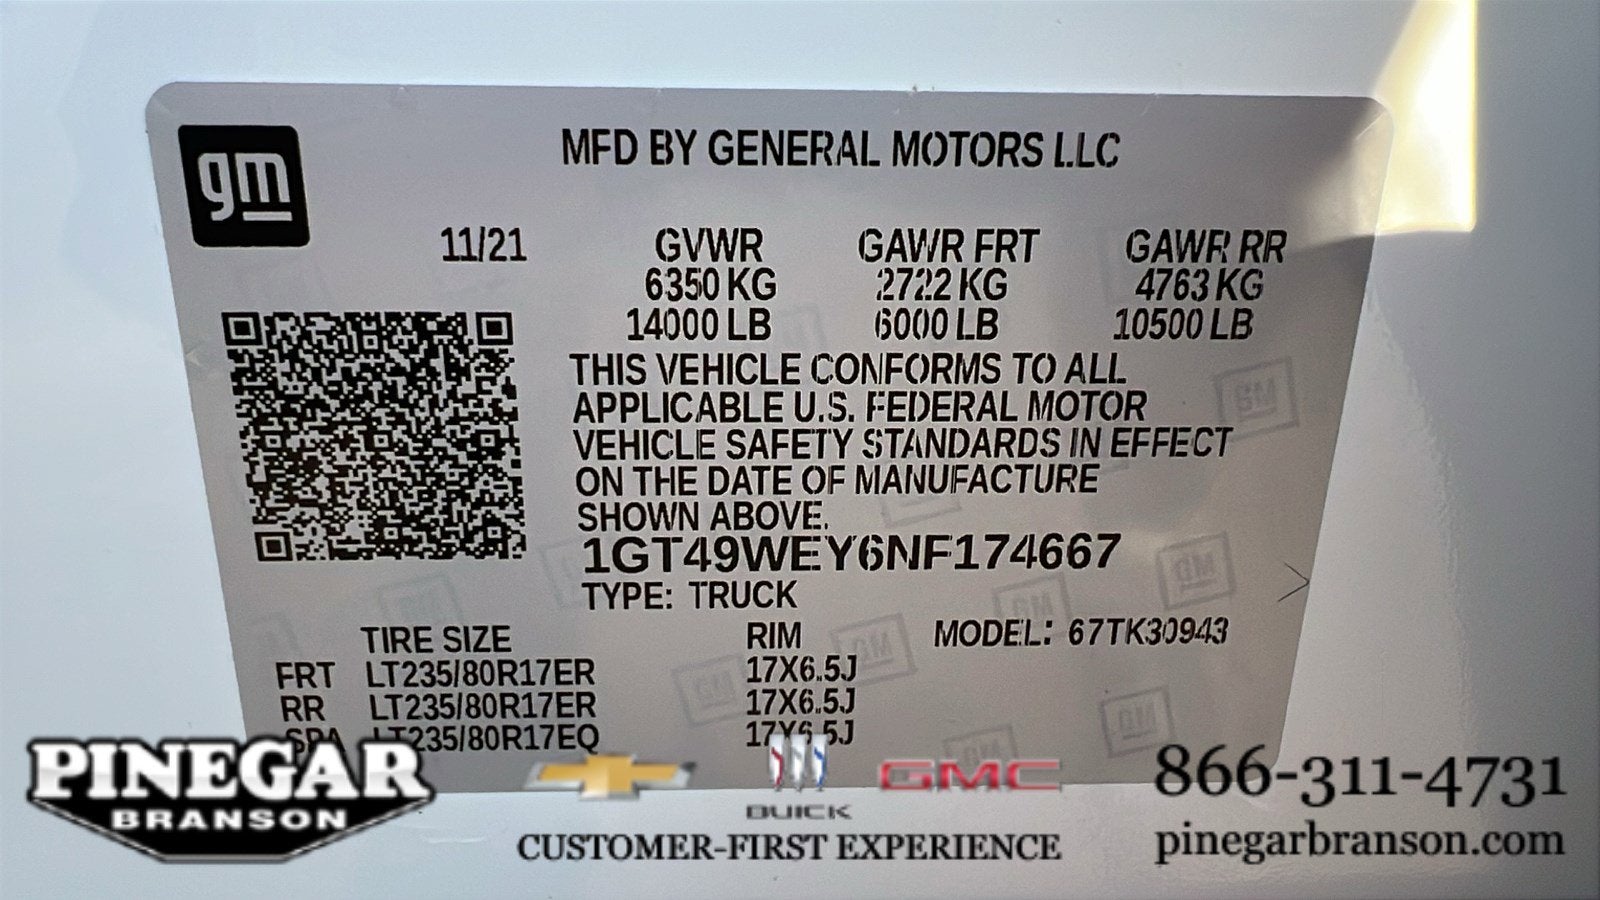 gm
MFD BY GENERAL MOTORS LLC
11/21 GVWR GAWR FRT GAWR RR
6350 KG 2722 KG 4763 KG
14000 LB 6000 LB 10500 LB
THIS VEHICLE CONFORMS TO ALL
APPLICABLE U.S. FEDERAL MOTOR
VEHICLE SAFETY STANDARDS IN EFFECT
ON THE DATE OF MANUFACTURE
SHOWN ABOVE.
1GT49WEY6NF174667
TYPE: TRUCK
TIRE SIZE RIM MODEL: 67TK30943
FRT LT235/80R17ER 17X6.5J
RR LT235/80R17ER 17X6.5J
SPA LT235/80R17EQ 17X6.5J
PINEGAR
BRANSON
BUICK
GMC
CUSTOMER-FIRST EXPERIENCE
866-311-4731
pinegarbranson.com